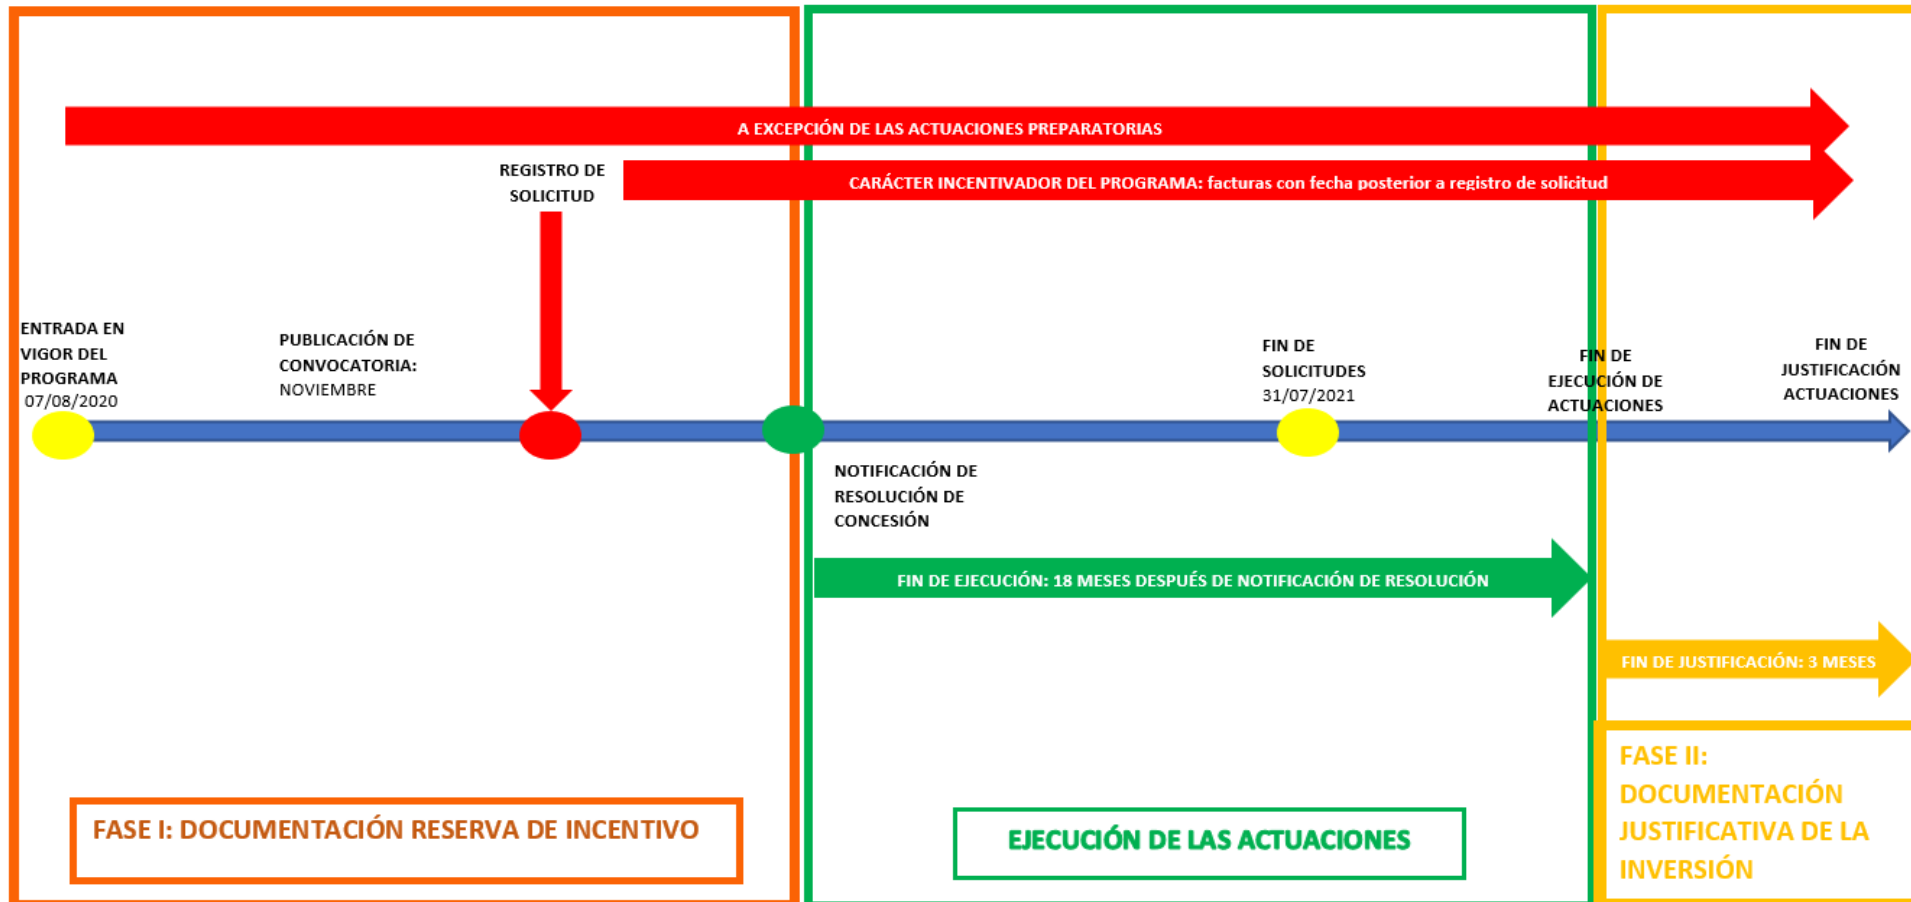 A EXCEPCIÓN DE LAS ACTUACIONES PREPARATORIAS
REGISTRO DE
SOLICITUD
CARÁCTER INCENTIVADOR DEL PROGRAMA: facturas con fecha posterior a registro de solicitud
ENTRADA EN
VIGOR DEL
PROGRAMA
07/08/2020
PUBLICACIÓN DE
CONVOCATORIA:
NOVIEMBRE
FIN DE
SOLICITUDES
31/07/2021
FIN DE
EJECUCIÓN DE
ACTUACIONES
FIN DE
JUSTIFICACIÓN
ACTUACIONES
NOTIFICACIÓN DE
RESOLUCIÓN DE
CONCESIÓN
FIN DE EJECUCIÓN: 18 MESES DESPUÉS DE NOTIFICACIÓN DE RESOLUCIÓN
FIN DE JUSTIFICACIÓN: 3 MESES
FASE I: DOCUMENTACIÓN RESERVA DE INCENTIVO
EJECUCIÓN DE LAS ACTUACIONES
FASE II:
DOCUMENTACIÓN
JUSTIFICATIVA DE LA
INVERSIÓN